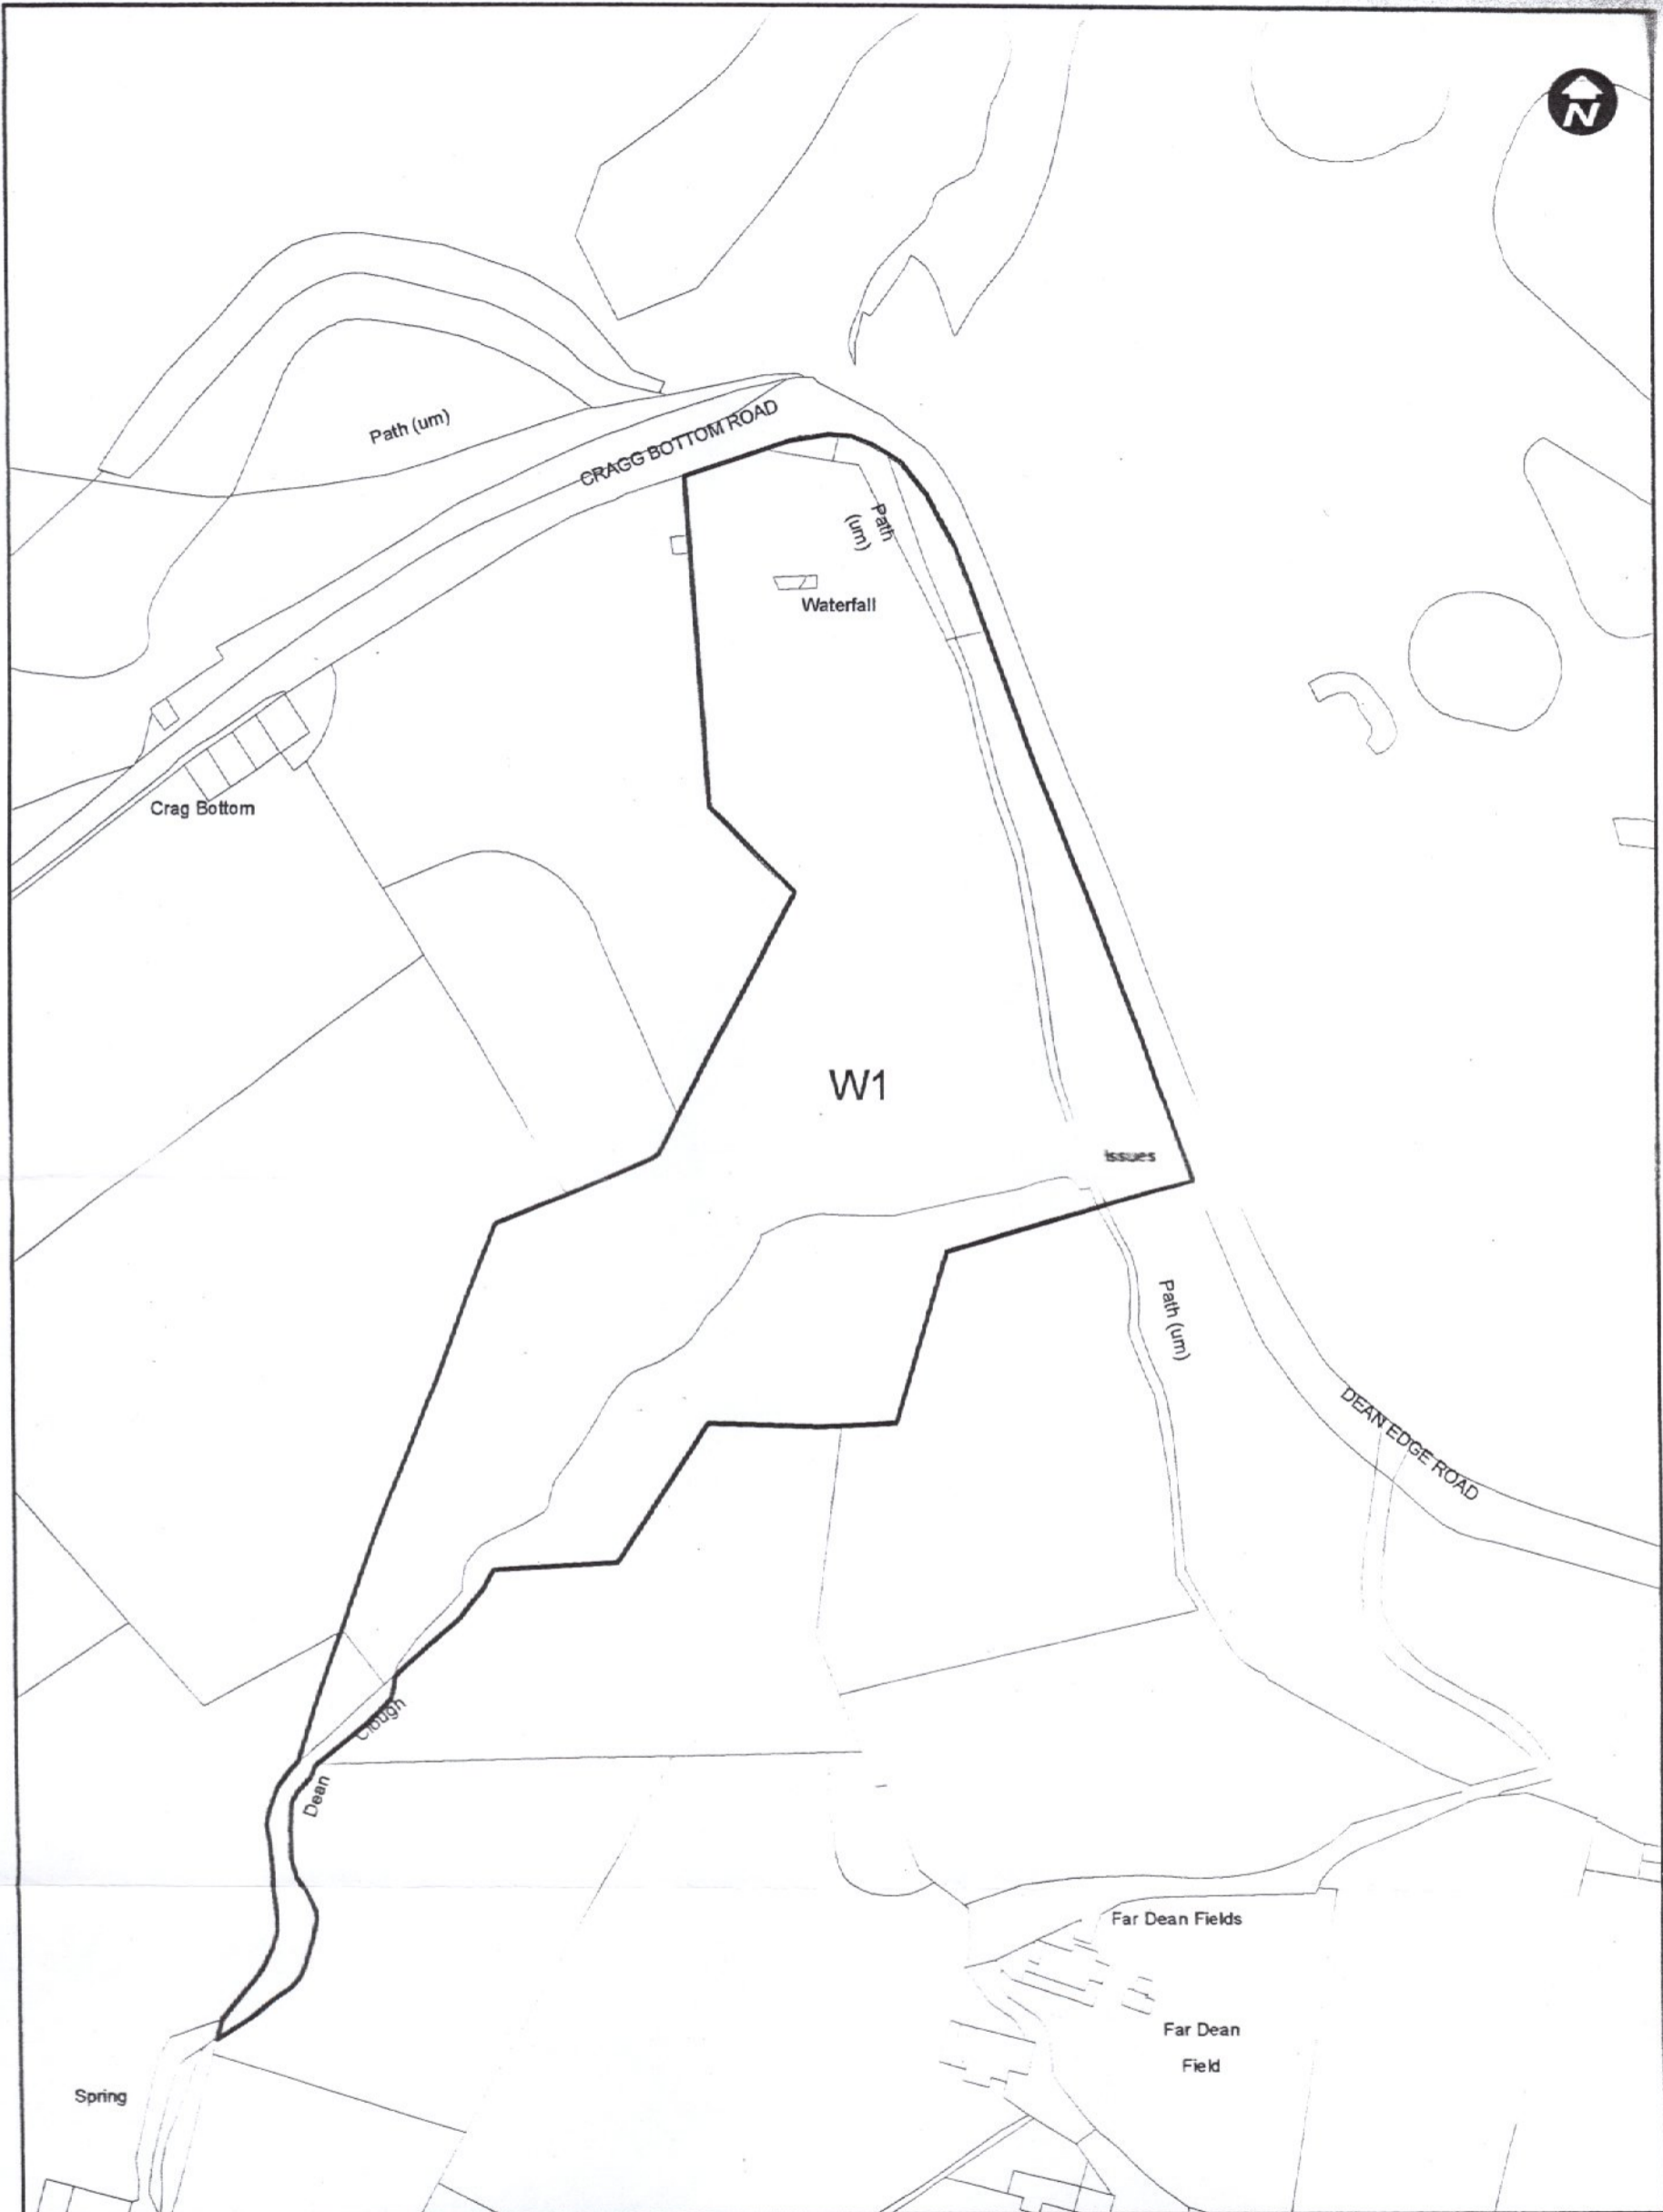 N
Path (um)
CRAGG BOTTOM ROAD
Path
(um)
Waterfall
Crag Bottom
W1
Issues
Path (um)
DEAN EDGE ROAD
Clough
Dean
Far Dean Fields
Far Dean
Field
Spring